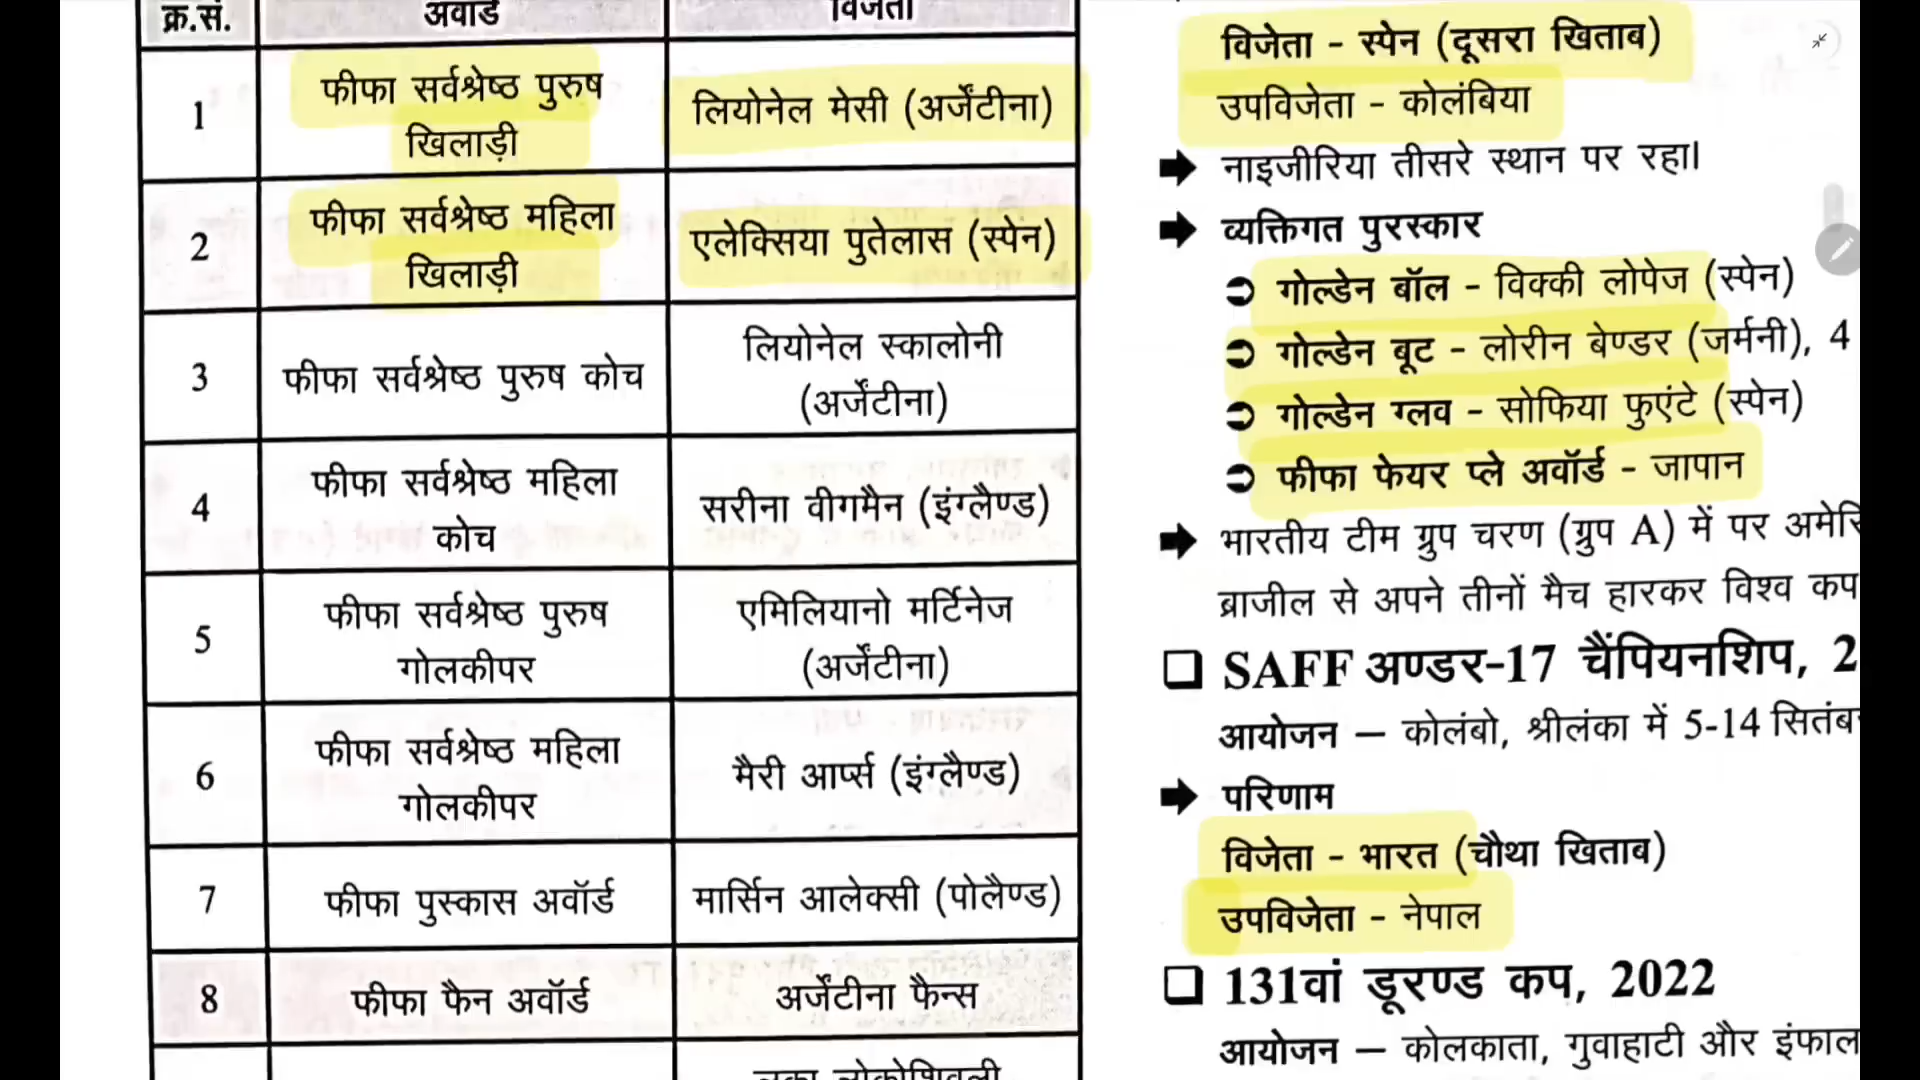 क्र.सं. अवार्ड विजेता
1 फीफा सर्वश्रेष्ठ पुरुष खिलाड़ी लियोनेल मेसी (अर्जेंटीना)
2 फीफा सर्वश्रेष्ठ महिला खिलाड़ी एलेक्सिया पुतेलास (स्पेन)
3 फीफा सर्वश्रेष्ठ पुरुष कोच लियोनेल स्कालोनी (अर्जेंटीना)
4 फीफा सर्वश्रेष्ठ महिला कोच सरीना वीगमैन (इंग्लैण्ड)
5 फीफा सर्वश्रेष्ठ पुरुष गोलकीपर एमिलियानो मर्टिनेज (अर्जेंटीना)
6 फीफा सर्वश्रेष्ठ महिला गोलकीपर मैरी आर्प्स (इंग्लैण्ड)
7 फीफा पुस्कास अवॉर्ड मार्सिन आलेक्सी (पोलैण्ड)
8 फीफा फैन अवॉर्ड अर्जेंटीना फैन्स
विजेता - स्पेन (दूसरा खिताब)
उपविजेता - कोलंबिया
नाइजीरिया तीसरे स्थान पर रहा।
व्यक्तिगत पुरस्कार
गोल्डेन बॉल - विक्की लोपेज (स्पेन)
गोल्डेन बूट - लोरीन बेण्डर (जर्मनी), 4
गोल्डेन ग्लव - सोफिया फुएंटे (स्पेन)
फीफा फेयर प्ले अवॉर्ड - जापान
भारतीय टीम ग्रुप चरण (ग्रुप A) में पर
ब्राजील से अपने तीनों मैच हारकर विश्व कप
SAFF अण्डर-17 चैंपियनशिप, 2
आयोजन – कोलंबो, श्रीलंका में 5-14
परिणाम
विजेता - भारत (चौथा खिताब)
उपविजेता - नेपाल
131वां डूरण्ड कप, 2022
आयोजन – कोलकाता, गुवाहाटी और इंफाल